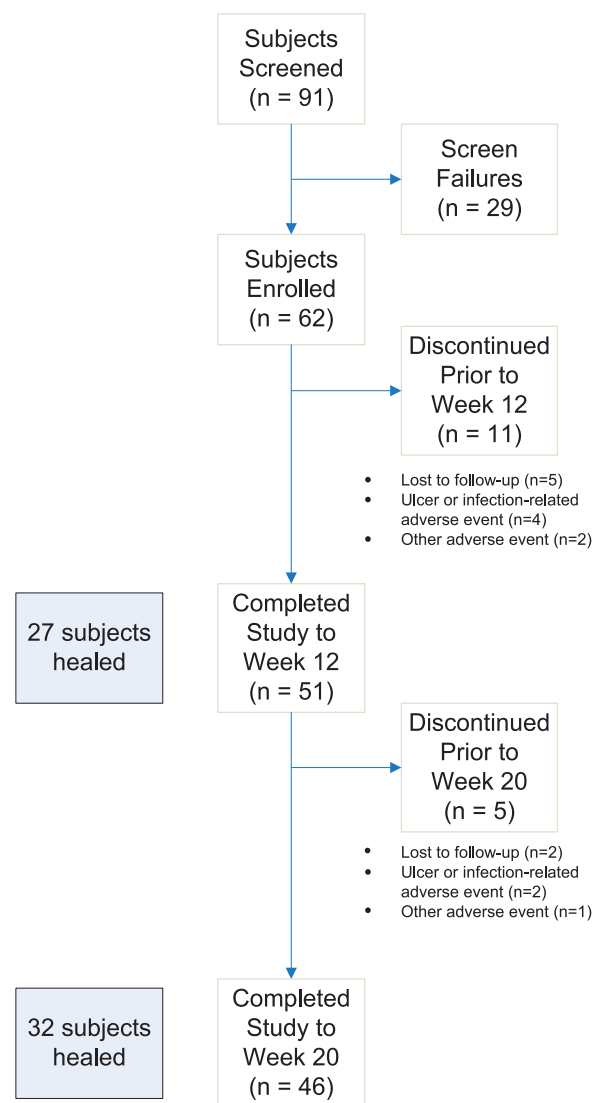 Subjects
Screened
(n = 91)
Screen
Failures
(n = 29)
Subjects
Enrolled
(n = 62)
Discontinued
Prior to
Week 12
(n = 11)
• Lost to follow-up (n=5)
• Ulcer or infection-related
adverse event (n=4)
• Other adverse event (n=2)
27 subjects
healed
Completed
Study to
Week 12
(n = 51)
Discontinued
Prior to
Week 20
(n = 5)
• Lost to follow-up (n=2)
• Ulcer or infection-related
adverse event (n=2)
• Other adverse event (n=1)
32 subjects
healed
Completed
Study to
Week 20
(n = 46)